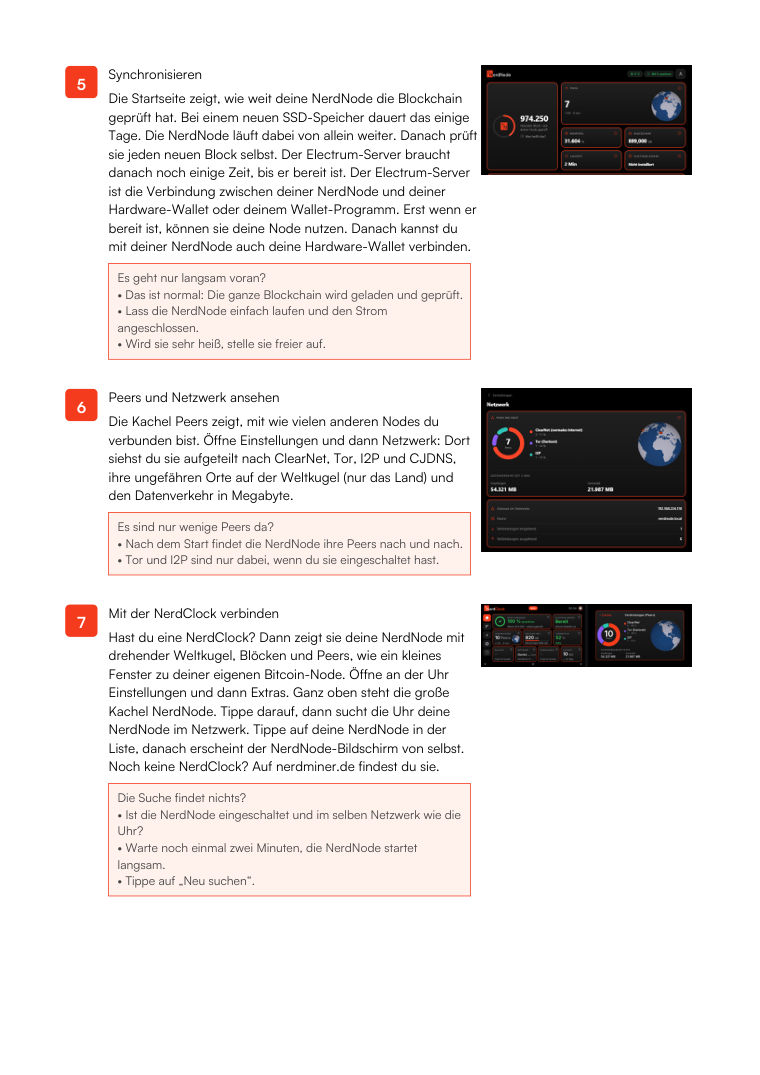 5
Synchronisieren
Die Startseite zeigt, wie weit deine NerdNode die Blockchain
geprüft hat. Bei einem neuen SSD-Speicher dauert das einige
Tage. Die NerdNode läuft dabei von allein weiter. Danach prüft
sie jeden neuen Block selbst. Der Electrum-Server braucht
danach noch einige Zeit, bis er bereit ist. Der Electrum-Server
ist die Verbindung zwischen deiner NerdNode und deiner
Hardware-Wallet oder deinem Wallet-Programm. Erst wenn er
bereit ist, können sie deine Node nutzen. Danach kannst du
mit deiner NerdNode auch deine Hardware-Wallet verbinden.
Es geht nur langsam voran?
• Das ist normal: Die ganze Blockchain wird geladen und geprüft.
• Lass die NerdNode einfach laufen und den Strom
angeschlossen.
• Wird sie sehr heiß, stelle sie freier auf.
974.250
7
31.604
889,000
2 Min
Nicht installiert
6
Peers und Netzwerk ansehen
Die Kachel Peers zeigt, mit wie vielen anderen Nodes du
verbunden bist. Öffne Einstellungen und dann Netzwerk: Dort
siehst du sie aufgeteilt nach ClearNet, Tor, I2P und CJDNS,
ihre ungefähren Orte auf der Weltkugel (nur das Land) und
den Datenverkehr in Megabyte.
Es sind nur wenige Peers da?
• Nach dem Start findet die NerdNode ihre Peers nach und nach.
• Tor und I2P sind nur dabei, wenn du sie eingeschaltet hast.
Netzwerk
7
ClearNet (normales Internet)
Tor (Darknet)
I2P
54.321 MB
21.987 MB
7
Mit der NerdClock verbinden
Hast du eine NerdClock? Dann zeigt sie deine NerdNode mit
drehender Weltkugel, Blöcken und Peers, wie ein kleines
Fenster zu deiner eigenen Bitcoin-Node. Öffne an der Uhr
Einstellungen und dann Extras. Ganz oben steht die große
Kachel NerdNode. Tippe darauf, dann sucht die Uhr deine
NerdNode im Netzwerk. Tippe auf deine NerdNode in der
Liste, danach erscheint der NerdNode-Bildschirm von selbst.
Noch keine NerdClock? Auf nerdminer.de findest du sie.
Die Suche findet nichts?
• Ist die NerdNode eingeschaltet und im selben Netzwerk wie die
Uhr?
• Warte noch einmal zwei Minuten, die NerdNode startet
langsam.
• Tippe auf „Neu suchen“.
100 %
Bereit
10